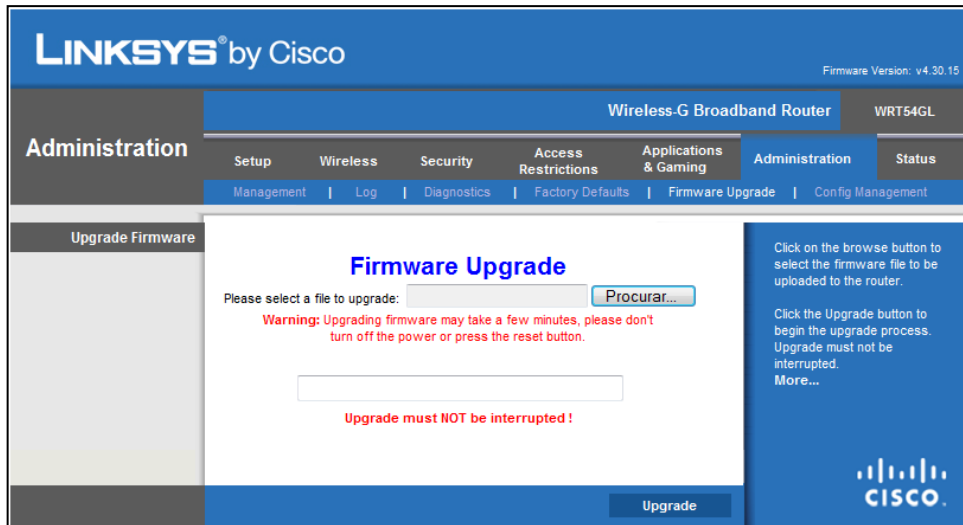 LINKSYS® by Cisco
Firmware Version: v4.30.15
Wireless-G Broadband Router WRT54GL
Administration
Setup Wireless Security Access Restrictions Applications & Gaming Administration Status
Management | Log | Diagnostics | Factory Defaults | Firmware Upgrade | Config Management
Upgrade Firmware
Firmware Upgrade
Please select a file to upgrade: Procurar...
Warning: Upgrading firmware may take a few minutes, please don't
turn off the power or press the reset button.
Upgrade must NOT be interrupted !
Upgrade
Click on the browse button to
select the firmware file to be
uploaded to the router.
Click the Upgrade button to
begin the upgrade process.
Upgrade must not be
interrupted.
More...
CISCO.